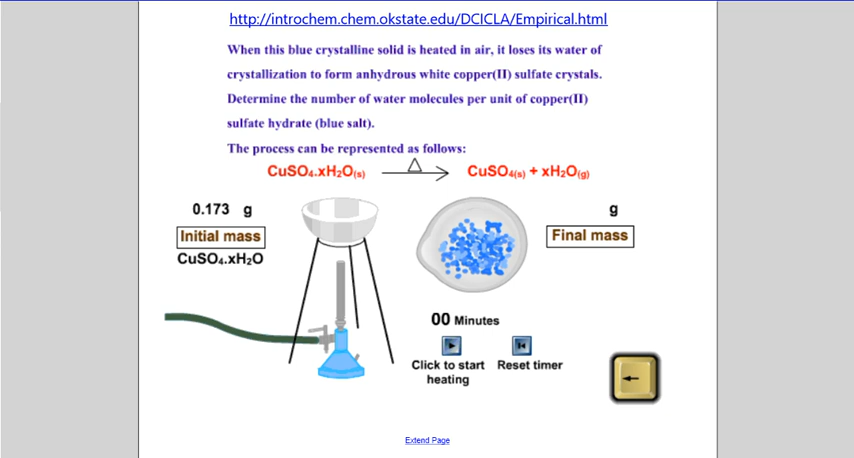 http://introchem.chem.okstate.edu/DCICLA/Empirical.html
When this blue crystalline solid is heated in air, it loses its water of
crystallization to form anhydrous white copper(II) sulfate crystals.
Determine the number of water molecules per unit of copper(II)
sulfate hydrate (blue salt).
The process can be represented as follows:
CuSO₄.xH₂O(s) Δ → CuSO₄(s) + xH₂O(g)
0.173 g
Initial mass
CuSO₄.xH₂O
g
Final mass
00 Minutes
Click to start
heating
Reset timer
Extend Page